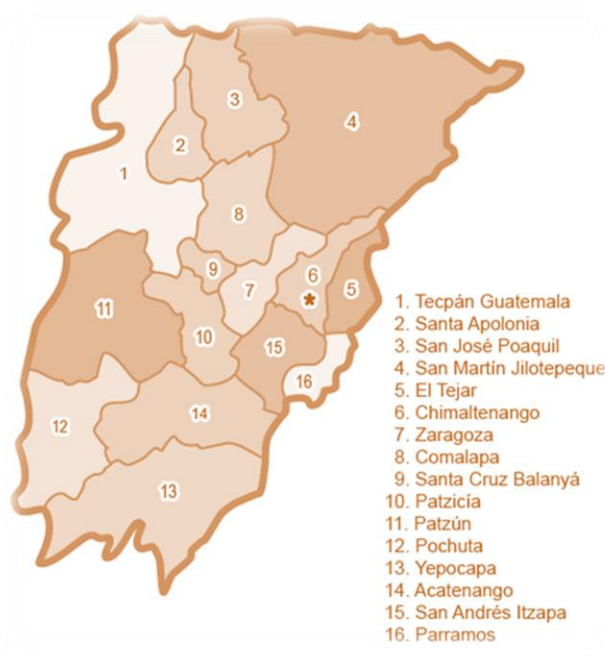 3
4
2
1
8
9
6
7
5
*
11
10
15
16
14
12
13
1. Tecpán Guatemala
2. Santa Apolonia
3. San José Poaquil
4. San Martín Jilotepeque
5. El Tejar
6. Chimaltenango
7. Zaragoza
8. Comalapa
9. Santa Cruz Balanyá
10. Patzicía
11. Patzún
12. Pochuta
13. Yepocapa
14. Acatenango
15. San Andrés Itzapa
16. Parramos